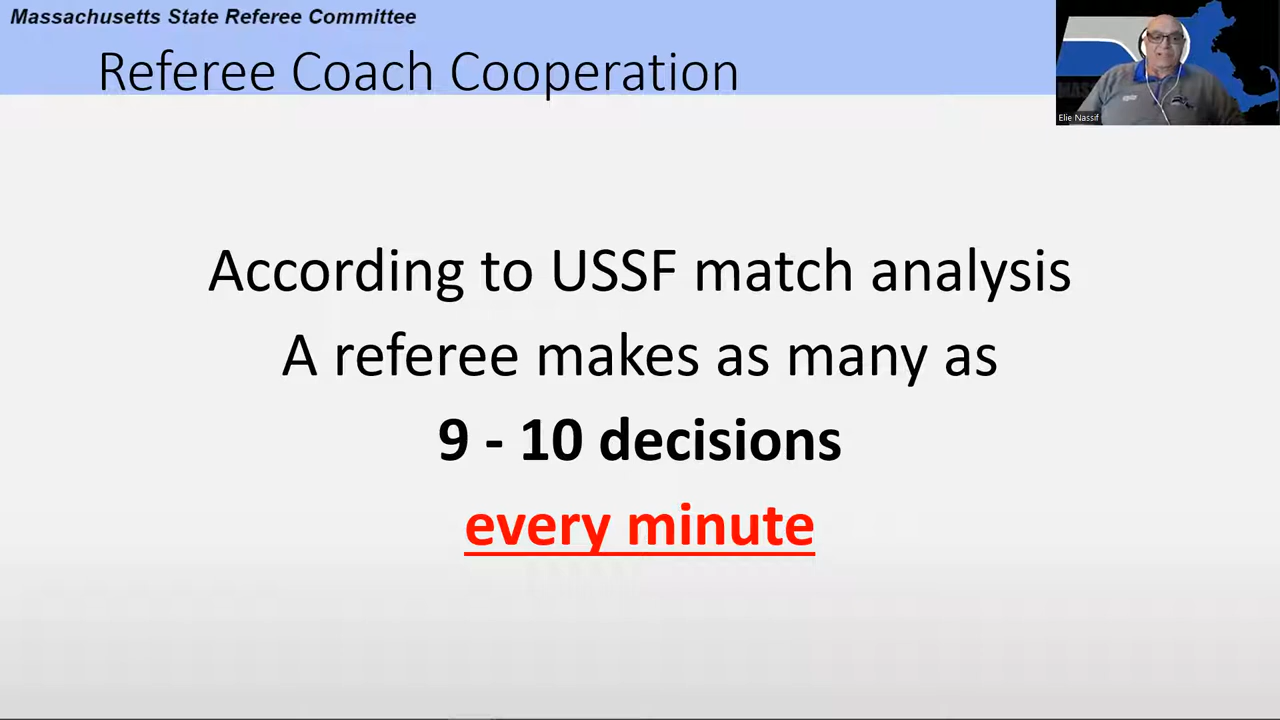 Massachusetts State Referee Committee
Referee Coach Cooperation
Elie Nassif
According to USSF match analysis
A referee makes as many as
9 - 10 decisions
every minute